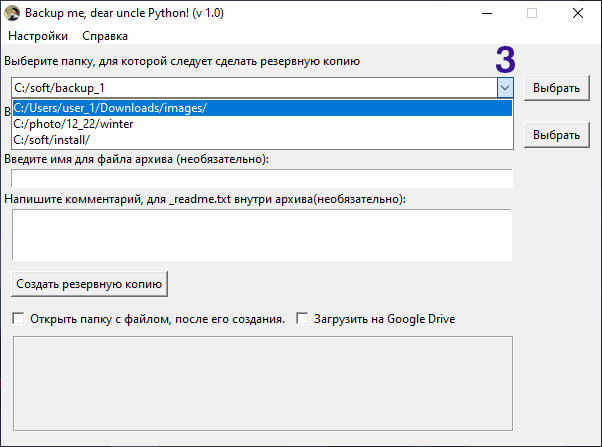 Backup me, dear uncle Python! (v 1.0)
Настройки Справка
Выберите папку, для которой следует сделать резервную копию
3
C:/soft/backup_1
Выбрать
C:/Users/user_1/Downloads/images/
В
C:/photo/12_22/winter
C:/soft/install/
Выбрать
Введите имя для файла архива (необязательно):
Напишите комментарий, для _readme.txt внутри архива(необязательно):
Создать резервную копию
Открыть папку с файлом, после его создания. Загрузить на Google Drive